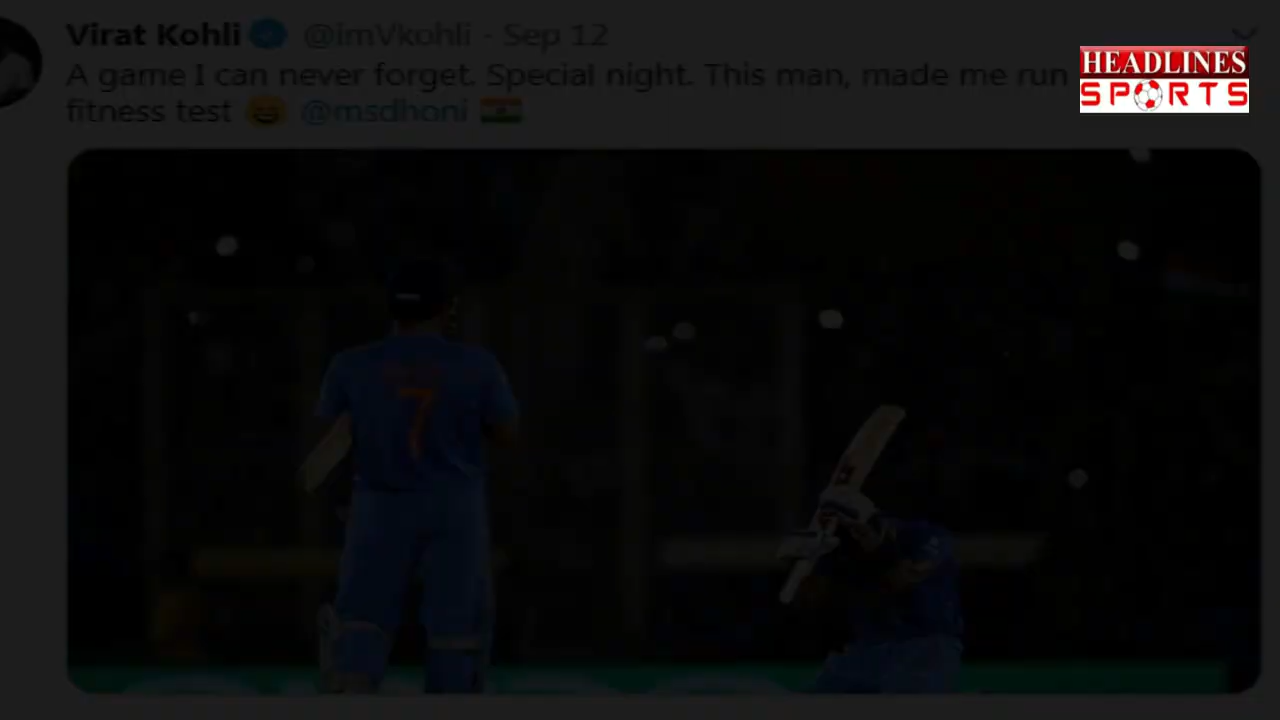 Virat Kohli @imVkohli - Sep 12
A game I can never forget. Special night. This man, made me run
fitness test 😄 @msdhoni 🇮🇳
HEADLINES
SPORTS
7